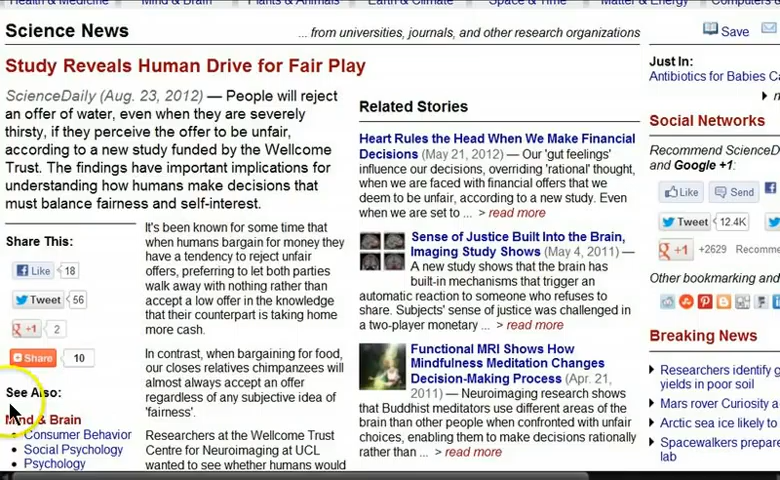 Health & Medicine Mind & Brain Plants & Animals Earth & Climate Space & Time Matter & Energy Computers &
Science News
... from universities, journals, and other research organizations
Save
Study Reveals Human Drive for Fair Play
ScienceDaily (Aug. 23, 2012) — People will reject
an offer of water, even when they are severely
thirsty, if they perceive the offer to be unfair,
according to a new study funded by the Wellcome
Trust. The findings have important implications for
understanding how humans make decisions that
must balance fairness and self-interest.
Share This:
Like 18
Tweet 56
+1 2
Share 10
See Also:
Mind & Brain
Consumer Behavior
Social Psychology
Psychology
It's been known for some time that
when humans bargain for money they
have a tendency to reject unfair
offers, preferring to let both parties
walk away with nothing rather than
accept a low offer in the knowledge
that their counterpart is taking home
more cash.
In contrast, when bargaining for food,
our closes relatives chimpanzees will
almost always accept an offer
regardless of any subjective idea of
'fairness'.
Researchers at the Wellcome Trust
Centre for Neuroimaging at UCL
wanted to see whether humans would
Related Stories
Heart Rules the Head When We Make Financial
Decisions (May 21, 2012) — Our 'gut feelings'
influence our decisions, overriding 'rational' thought,
when we are faced with financial offers that we
deem to be unfair, according to a new study. Even
when we are set to ... > read more
Sense of Justice Built Into the Brain,
Imaging Study Shows (May 4, 2011) —
A new study shows that the brain has
built-in mechanisms that trigger an
automatic reaction to someone who refuses to
share. Subjects' sense of justice was challenged in
a two-player monetary ... > read more
Functional MRI Shows How
Mindfulness Meditation Changes
Decision-Making Process (Apr. 21,
2011) — Neuroimaging research shows
that Buddhist meditators use different areas of the
brain than other people when confronted with unfair
choices, enabling them to make decisions rationally
rather than ... > read more
Just In:
Antibiotics for Babies
Social Networks
Recommend
and Google +1:
Like Send
Tweet 12.4K
+1 +2629
Other bookmarking and
Breaking News
Researchers identify
yields in poor soil
Mars rover Curiosity
Arctic sea ice likely to
Spacewalkers
lab